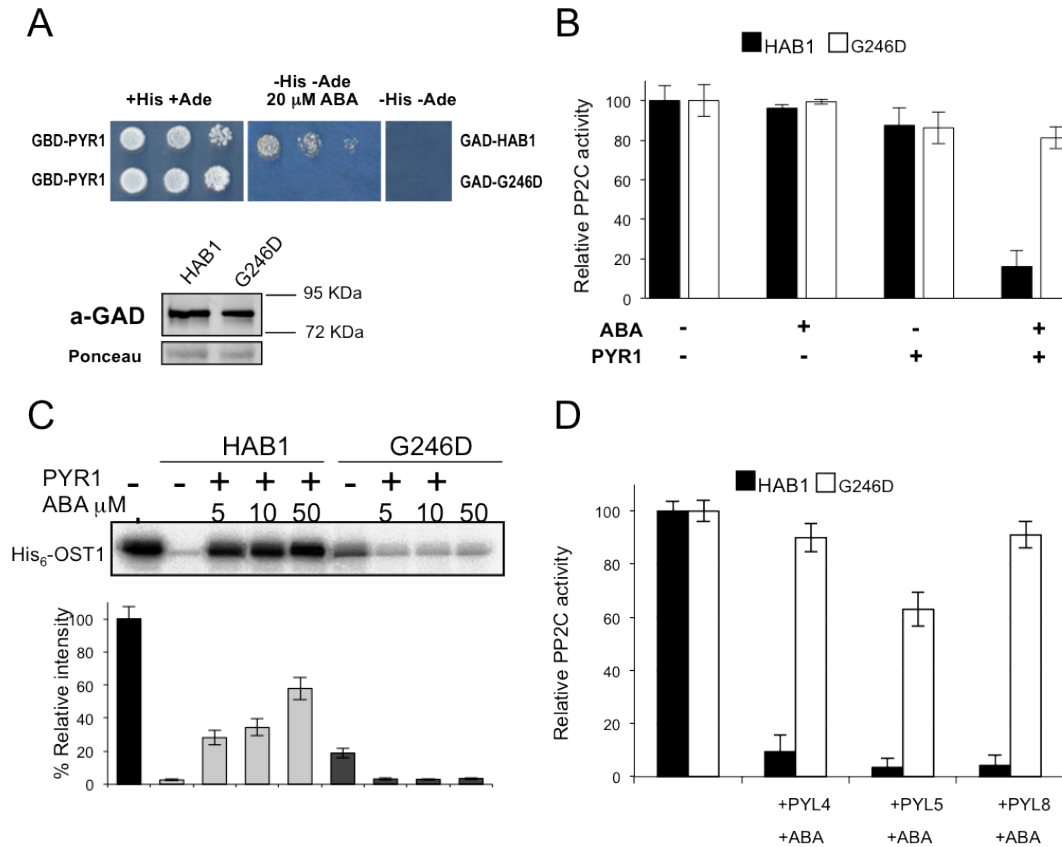 A
+His +Ade
-His -Ade
20 µM ABA
-His -Ade
GBD-PYR1
GAD-HAB1
GBD-PYR1
GAD-G246D
HAB1
G246D
a-GAD
95 KDa
72 KDa
Ponceau
B
HAB1 G246D
Relative PP2C activity
100
80
60
40
20
0
ABA - + - +
PYR1 - - + +
C
HAB1 G246D
PYR1 - - + + + - + + +
ABA µM 5 10 50 5 10 50
His6-OST1
% Relative intensity
100
80
60
40
20
0
D
HAB1 G246D
Relative PP2C activity
100
80
60
40
20
0
+PYL4 +PYL5 +PYL8
+ABA +ABA +ABA